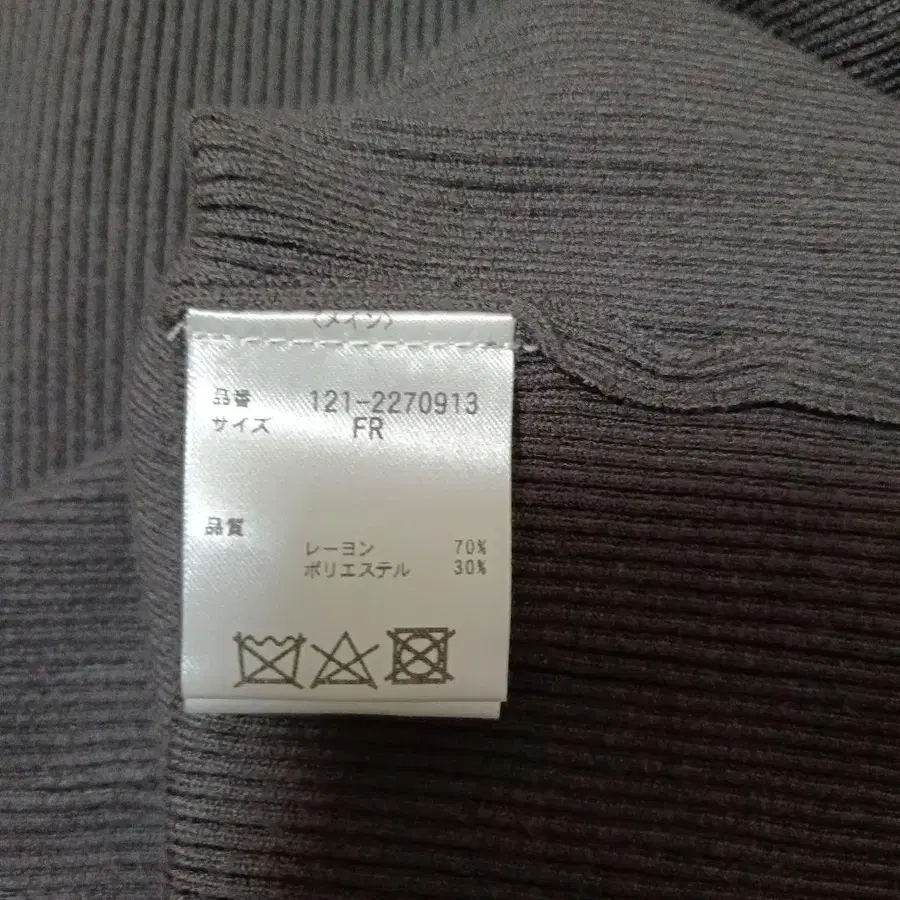 〈メイン〉
品番 121-2270913
サイズ FR
品質
レーヨン 70%
ポリエステル 30%